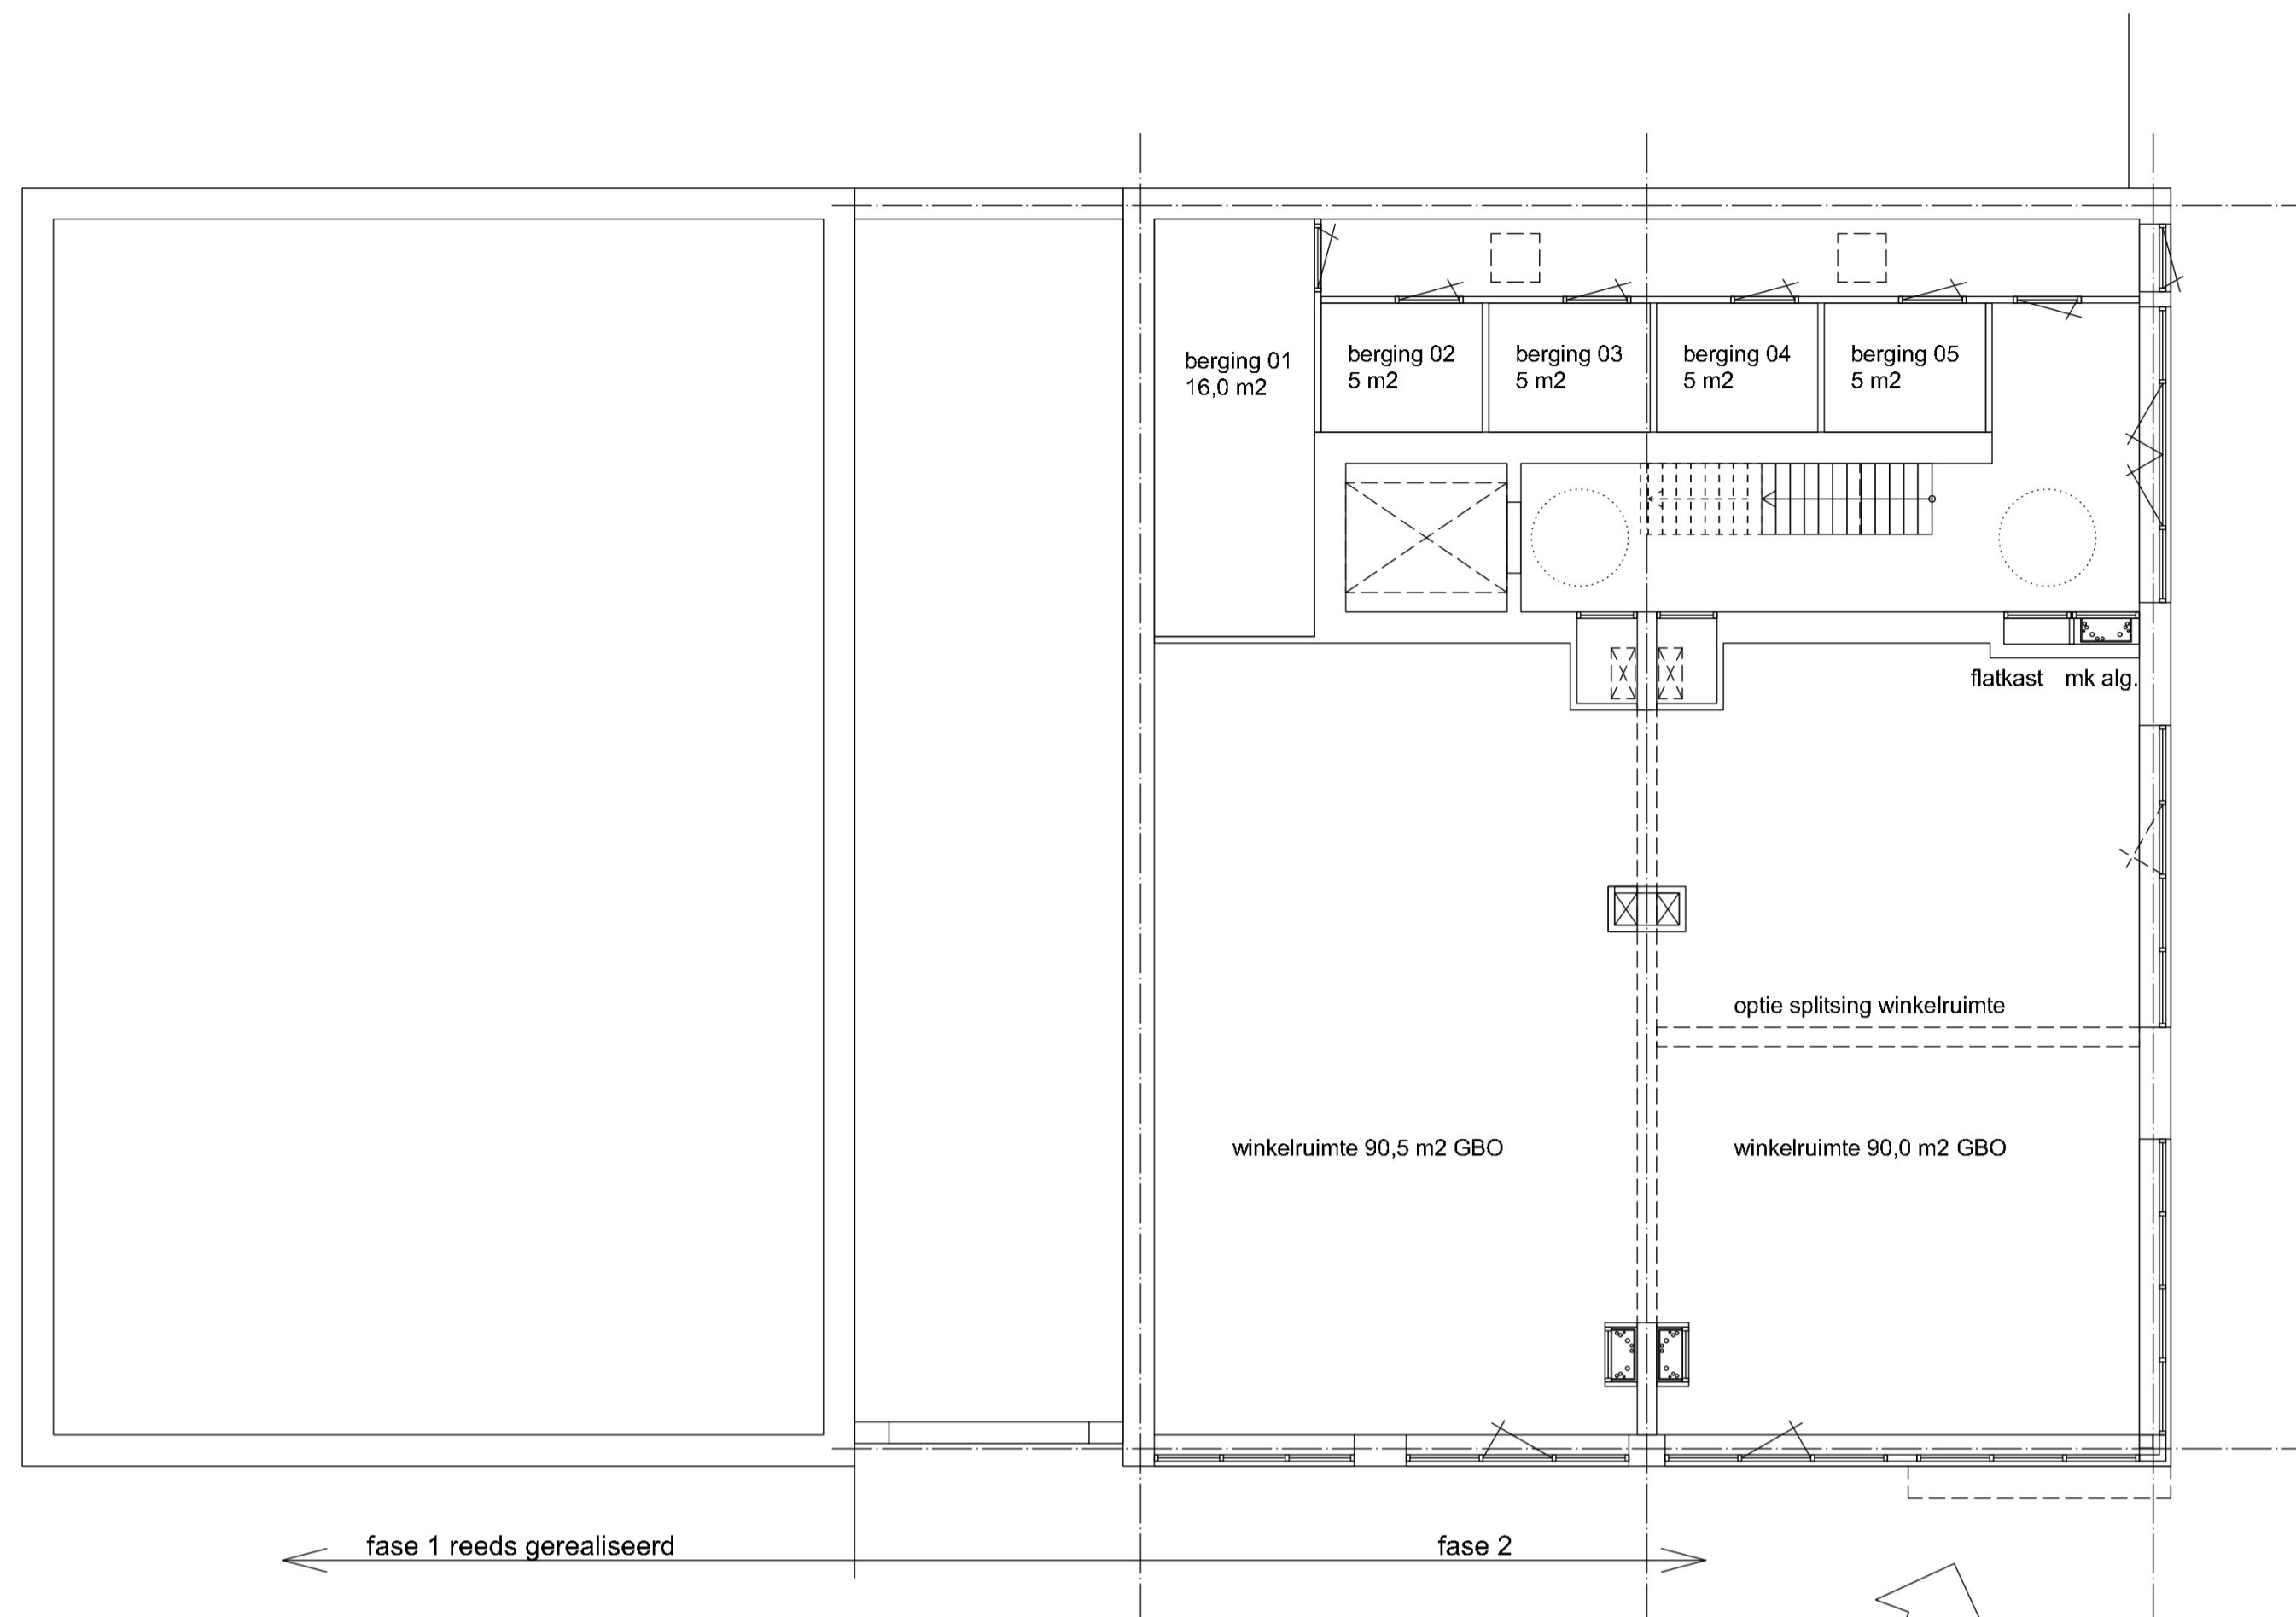 berging 01
16,0 m2
berging 02
5 m2
berging 03
5 m2
berging 04
5 m2
berging 05
5 m2
flatkast
mk alg.
optie splitsing winkelruimte
winkelruimte 90,5 m2 GBO
winkelruimte 90,0 m2 GBO
fase 1 reeds gerealiseerd
fase 2